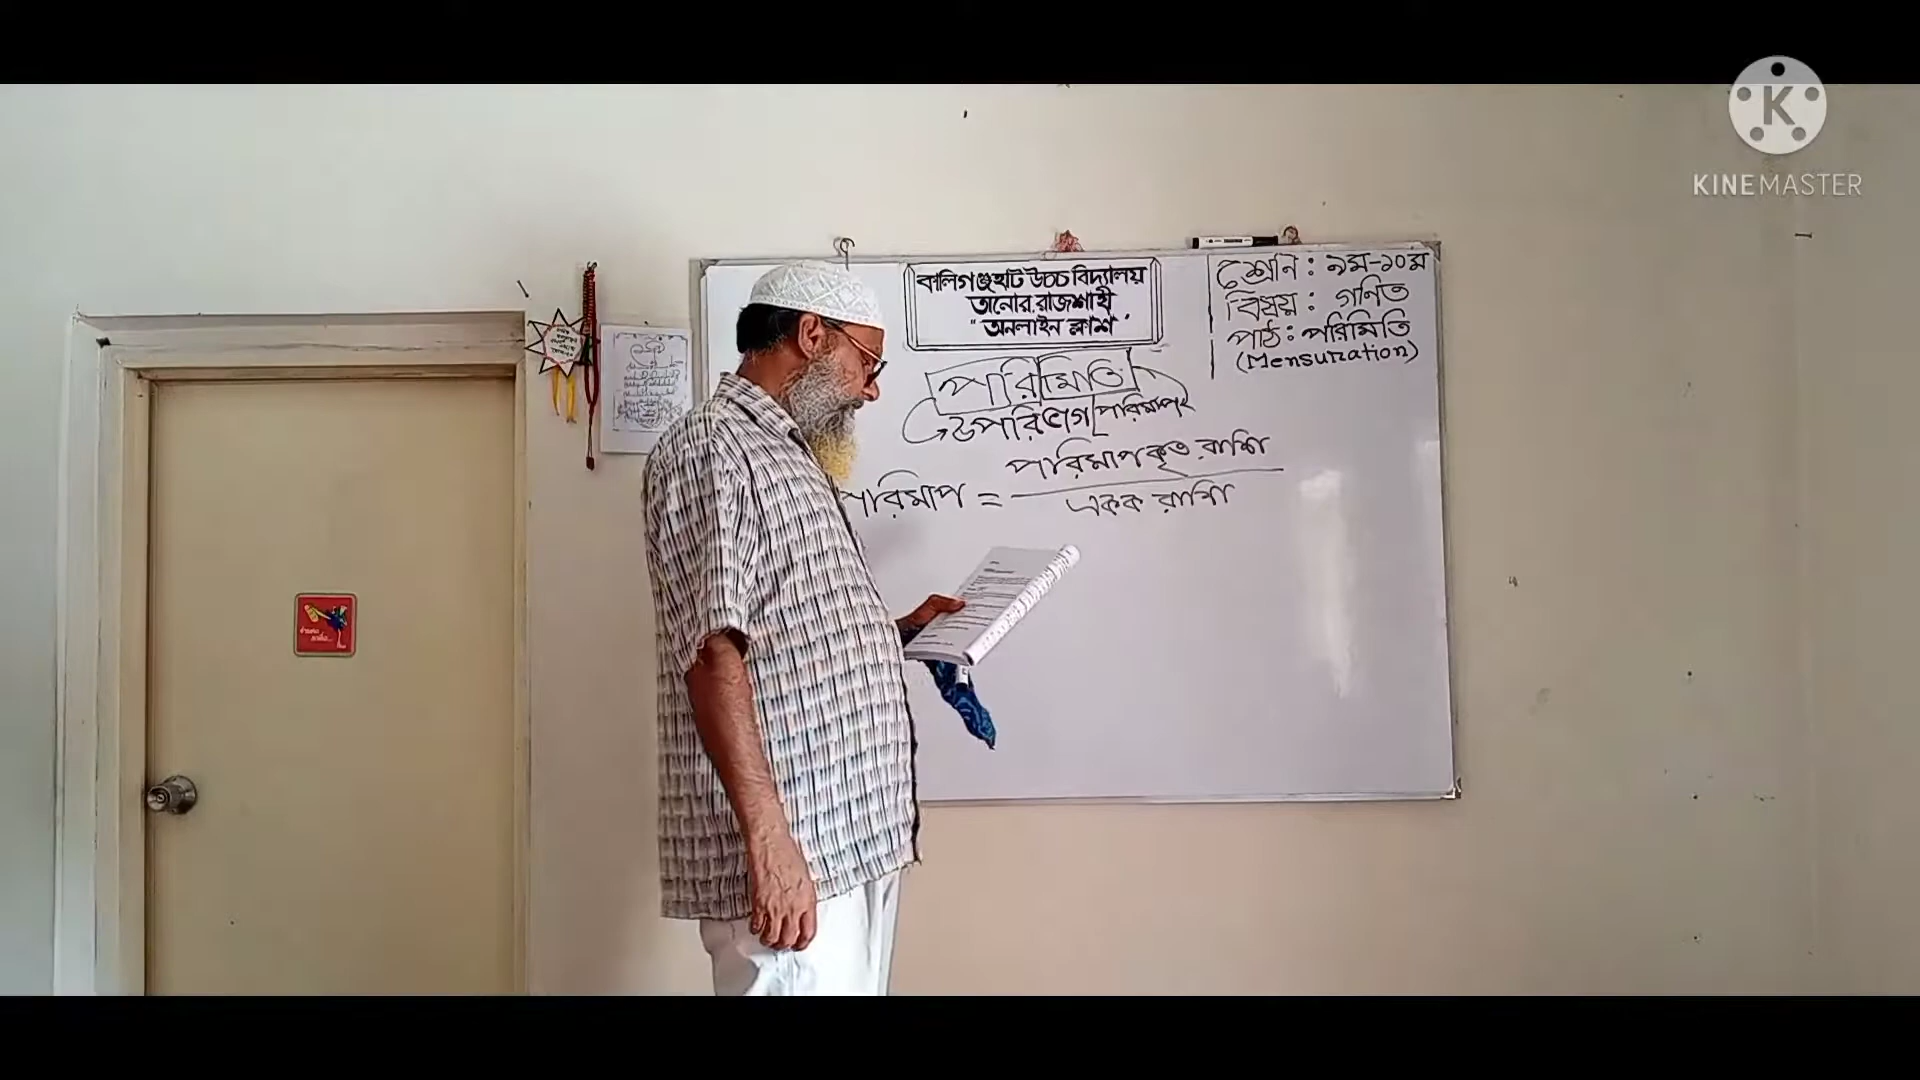 KINEMASTER
কালিগঞ্জহাট উচ্চ বিদ্যালয়
তানোর, রাজশাহী
"অনলাইন ক্লাশ"
শ্রেনি : ৯ম-১০ম
বিষয় : গণিত
পাঠ : পরিমিতি
(Mensuration)
পরিমিতি
উপরিভাগ পরিমাপ
পরিমাপকৃত রাশি
পরিমাপ =
একক রাশি